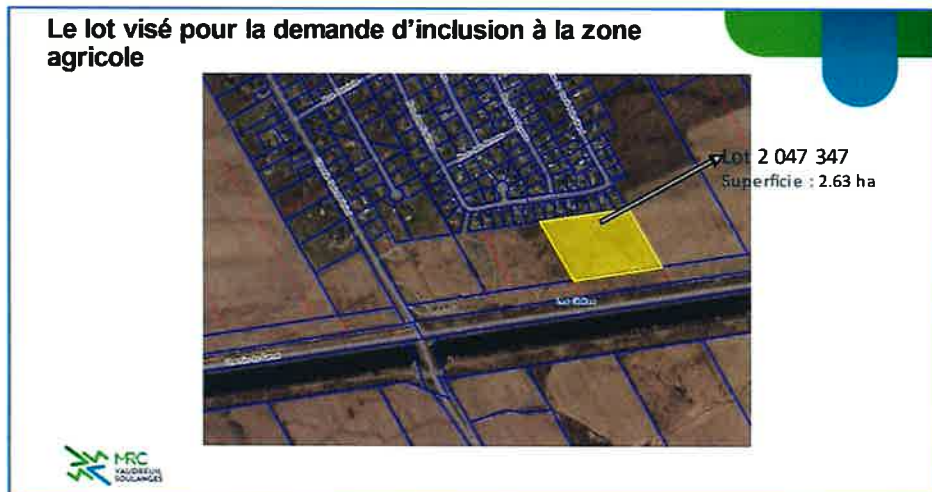 Le lot visé pour la demande d'inclusion à la zone
agricole
Lot 2 047 347
Superficie : 2.63 ha
MRC
VAUDREUIL
SOULANGES